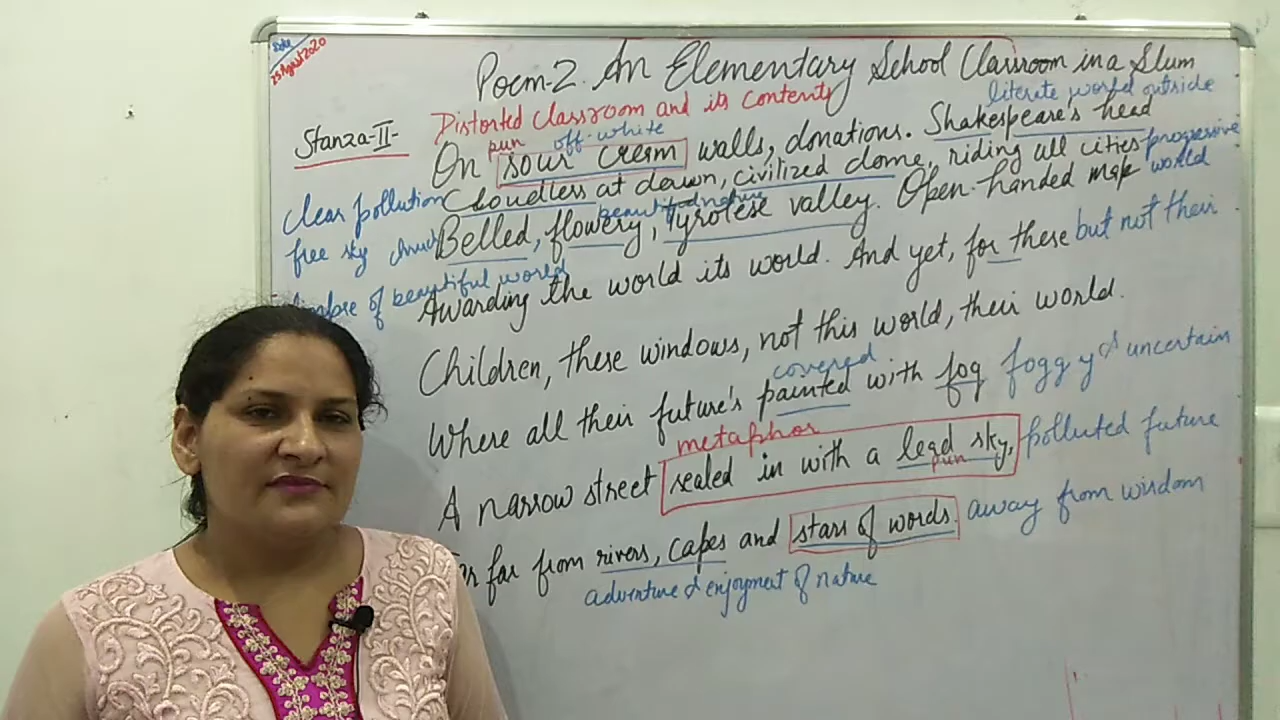 Date
25 August 2020
Poem-2. An Elementary School Classroom in a Slum
Distorted classroom and its contents
literate world outside
Stanza-II-
pun off-white
On sour cream walls, donations. Shakespeare's head
progressive world
clear pollution free sky
Cloudless at dawn, civilized dome, riding all cities
beautiful nature
Belled, flowery, Tyrolese valley. Open-handed map
glimpse of beautiful world
Awarding the world its world. And yet, for these but not their
Children, these windows, not this world, their world.
covered
Where all their future's painted with fog foggy & uncertain
metaphor
A narrow street sealed in with a lead sky, polluted future
pun
far from rivers, capes and stars of words. away from wisdom
adventure & enjoyment of nature